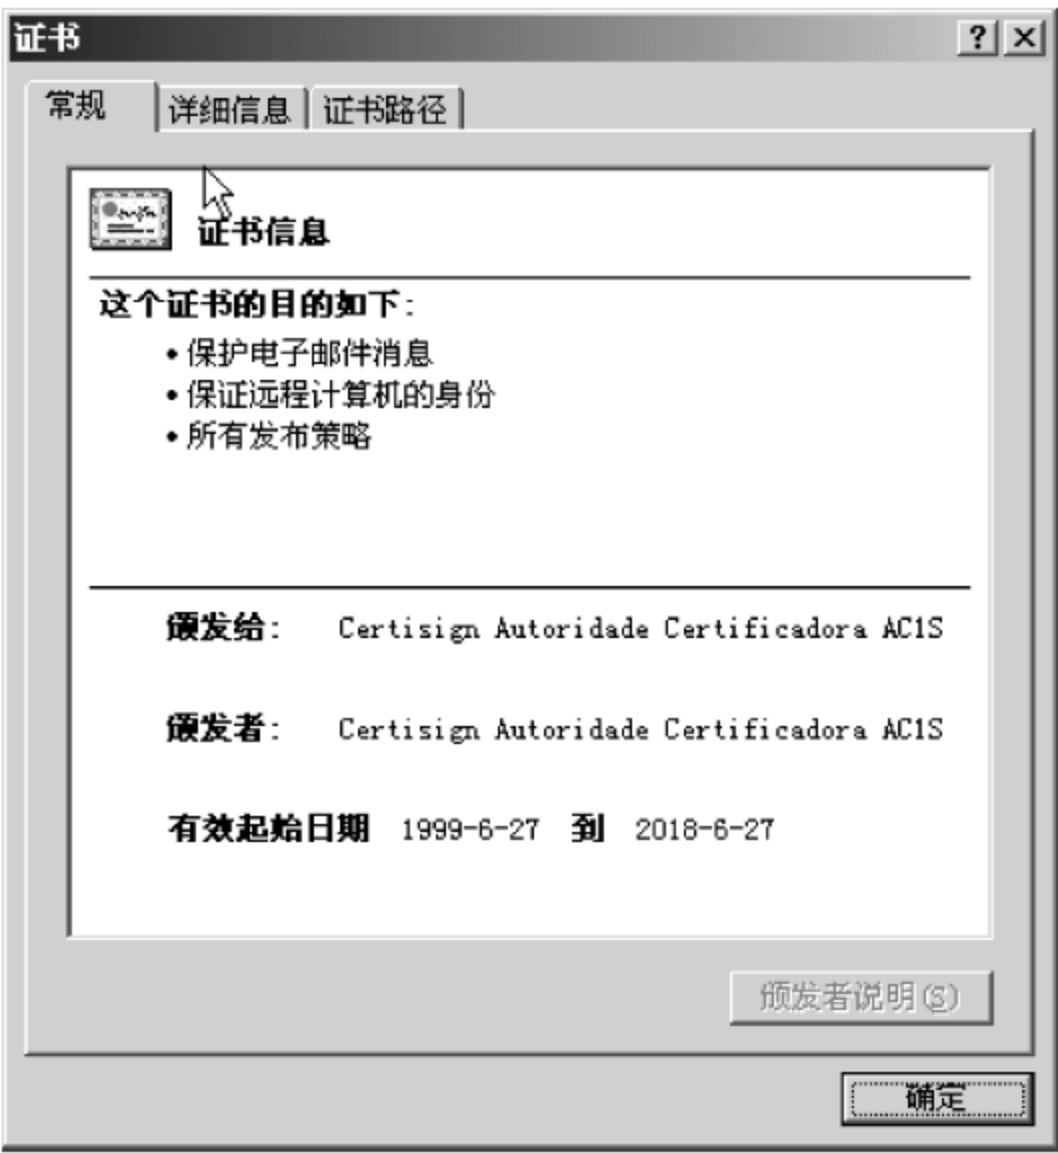 证书
常规 详细信息 证书路径
证书信息
这个证书的目的如下:
•保护电子邮件消息
•保证远程计算机的身份
•所有发布策略
颁发给: Certisign Autoridade Certificadora AC1S
颁发者: Certisign Autoridade Certificadora AC1S
有效起始日期 1999-6-27 到 2018-6-27
颁发者说明(S)
确定